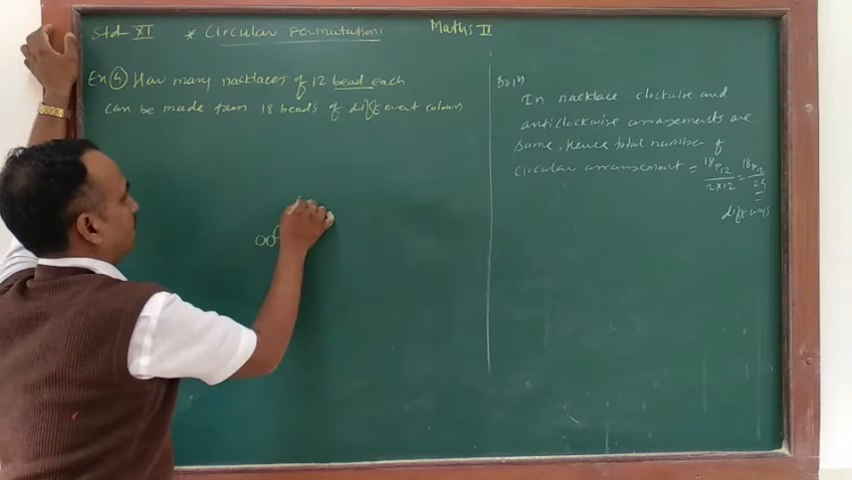 Std XI * Circular Permutations Maths II
Ex 5 How many necklaces of 12 bead each
can be made from 18 beads of different colours
Soln
In necklace clockwise and
anticlockwise arrangements are
same. Hence total number of
circular arrangement = 18P12 / 2×12 = 18P12 / 24
diff ways